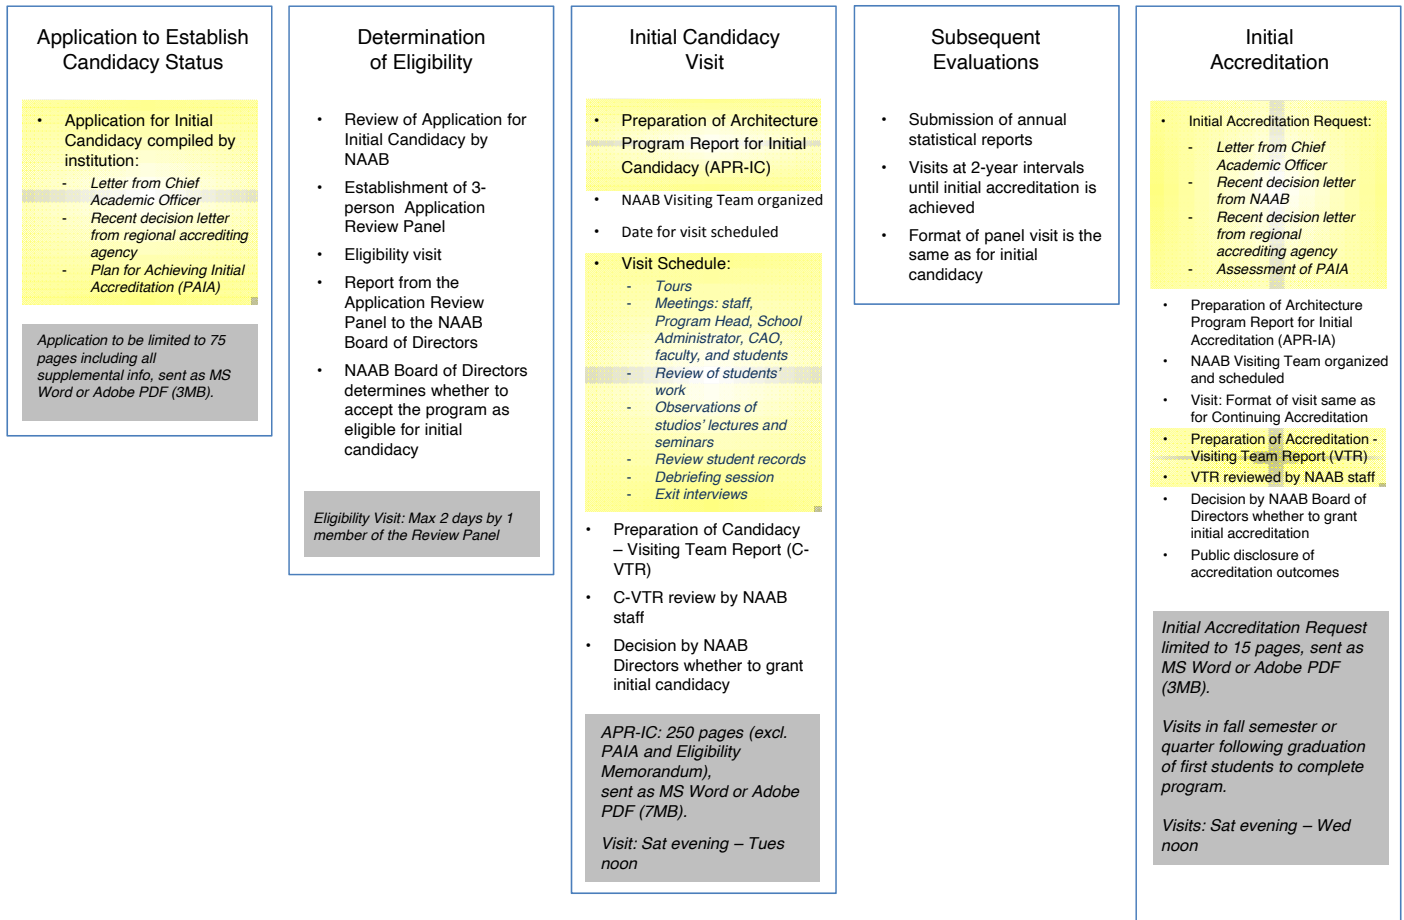 Application to Establish
Candidacy Status
• Application for Initial
Candidacy compiled by
institution:
- Letter from Chief
Academic Officer
- Recent decision letter
from regional accrediting
agency
- Plan for Achieving Initial
Accreditation (PAIA)
Application to be limited to 75
pages including all
supplemental info, sent as MS
Word or Adobe PDF (3MB).
Determination
of Eligibility
• Review of Application for
Initial Candidacy by
NAAB
• Establishment of 3-
person Application
Review Panel
• Eligibility visit
• Report from the
Application Review
Panel to the NAAB
Board of Directors
• NAAB Board of Directors
determines whether to
accept the program as
eligible for initial
candidacy
Eligibility Visit: Max 2 days by 1
member of the Review Panel
Initial Candidacy
Visit
• Preparation of Architecture
Program Report for Initial
Candidacy (APR-IC)
• NAAB Visiting Team organized
• Date for visit scheduled
• Visit Schedule:
- Tours
- Meetings: staff,
Program Head, School
Administrator, CAO,
faculty, and students
- Review of students'
work
- Observations of
studios' lectures and
seminars
- Review student records
- Debriefing session
- Exit interviews
• Preparation of Candidacy
– Visiting Team Report (C-
VTR)
• C-VTR review by NAAB
staff
• Decision by NAAB
Directors whether to grant
initial candidacy
APR-IC: 250 pages (excl.
PAIA and Eligibility
Memorandum),
sent as MS Word or Adobe
PDF (7MB).
Visit: Sat evening – Tues
noon
Subsequent
Evaluations
• Submission of annual
statistical reports
• Visits at 2-year intervals
until initial accreditation is
achieved
• Format of panel visit is the
same as for initial
candidacy
Initial
Accreditation
• Initial Accreditation Request:
- Letter from Chief
Academic Officer
- Recent decision letter
from NAAB
- Recent decision letter
from regional
accrediting agency
- Assessment of PAIA
• Preparation of Architecture
Program Report for Initial
Accreditation (APR-IA)
• NAAB Visiting Team organized
and scheduled
• Visit: Format of visit same as
for Continuing Accreditation
• Preparation of Accreditation -
Visiting Team Report (VTR)
• VTR reviewed by NAAB staff
• Decision by NAAB Board of
Directors whether to grant
initial accreditation
• Public disclosure of
accreditation outcomes
Initial Accreditation Request
limited to 15 pages, sent as
MS Word or Adobe PDF
(3MB).
Visits in fall semester or
quarter following graduation
of first students to complete
program.
Visits: Sat evening – Wed
noon